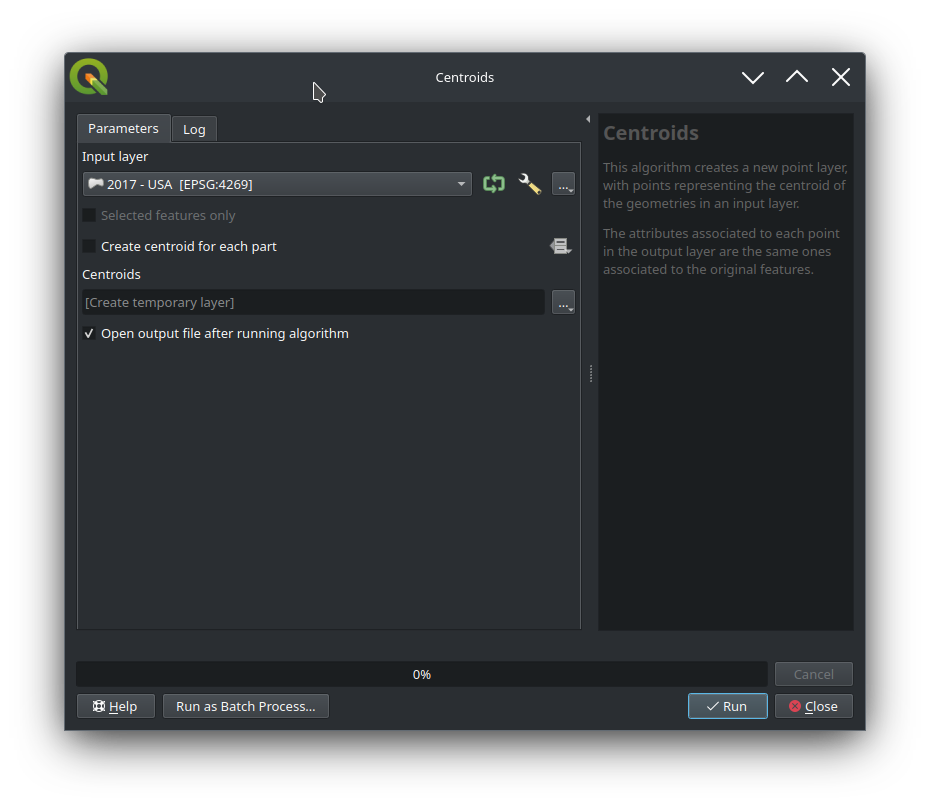 Centroids
Parameters
Log
Input layer
2017 - USA [EPSG:4269]
...
Selected features only
Create centroid for each part
Centroids
[Create temporary layer]
...
Open output file after running algorithm
Centroids
This algorithm creates a new point layer,
with points representing the centroid of
the geometries in an input layer.
The attributes associated to each point
in the output layer are the same ones
associated to the original features.
0%
Cancel
Help
Run as Batch Process...
Run
Close